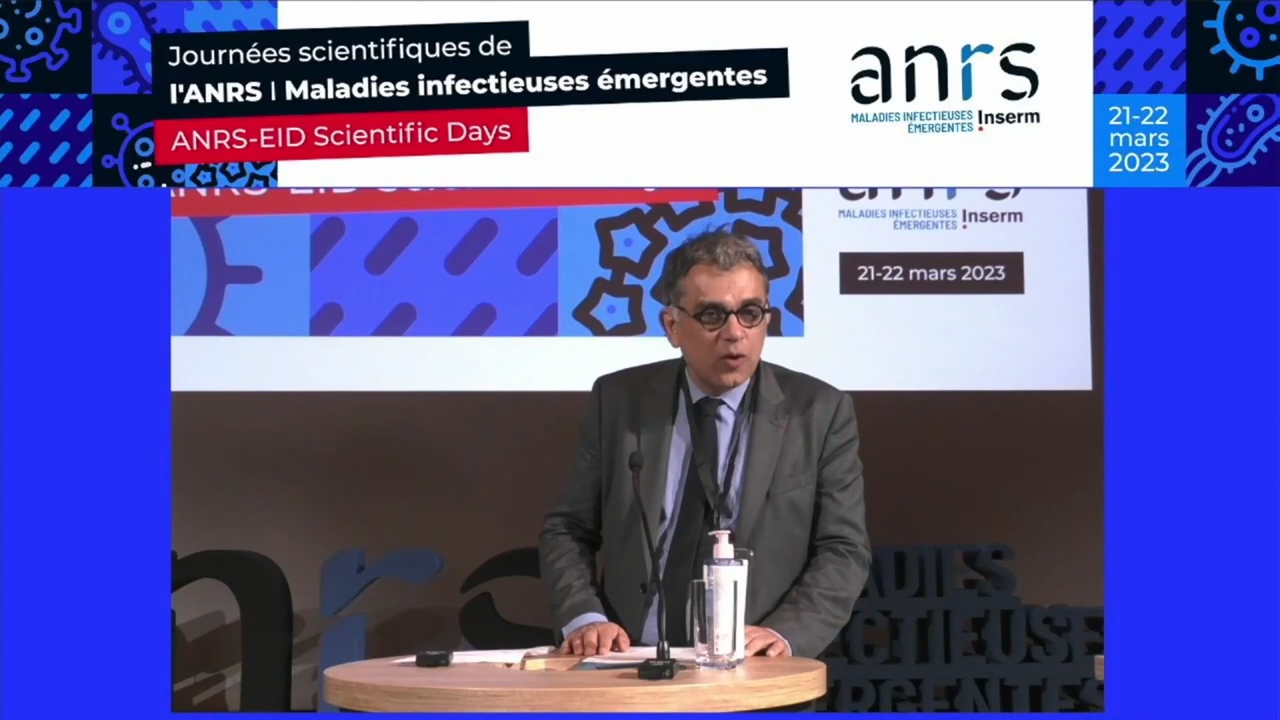 Journées scientifiques de
l'ANRS | Maladies infectieuses émergentes
ANRS-EID Scientific Days
anrs
MALADIES INFECTIEUSES
ÉMERGENTES Inserm
21-22
mars
2023
MALADIES INFECTIEUSES
ÉMERGENTES Inserm
21-22 mars 2023